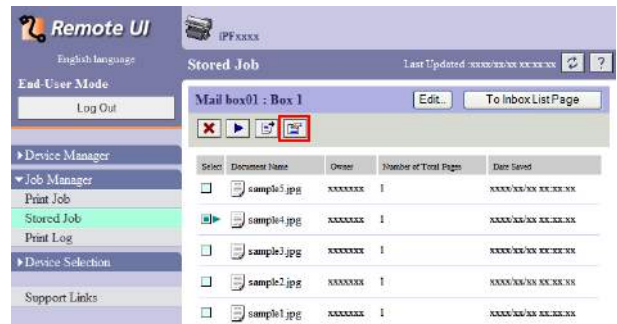 Remote UI
English language
End-User Mode
Log Out
Device Manager
Job Manager
Print Job
Stored Job
Print Log
Device Selection
Support Links
iPFxxxx
Stored Job
Last Updated :xxxx/xx/xx xx:xx:xx
?
Mail box01 : Box 1
Edit..
To Inbox List Page
Select Document Name Owner Number of Total Pages Date Saved
sample5.jpg xxxxxxx 1 xxxx/xx/xx xx:xx:xx
sample4.jpg xxxxxxx 1 xxxx/xx/xx xx:xx:xx
sample3.jpg xxxxxxx 1 xxxx/xx/xx xx:xx:xx
sample2.jpg xxxxxxx 1 xxxx/xx/xx xx:xx:xx
sample1.jpg xxxxxxx 1 xxxx/xx/xx xx:xx:xx